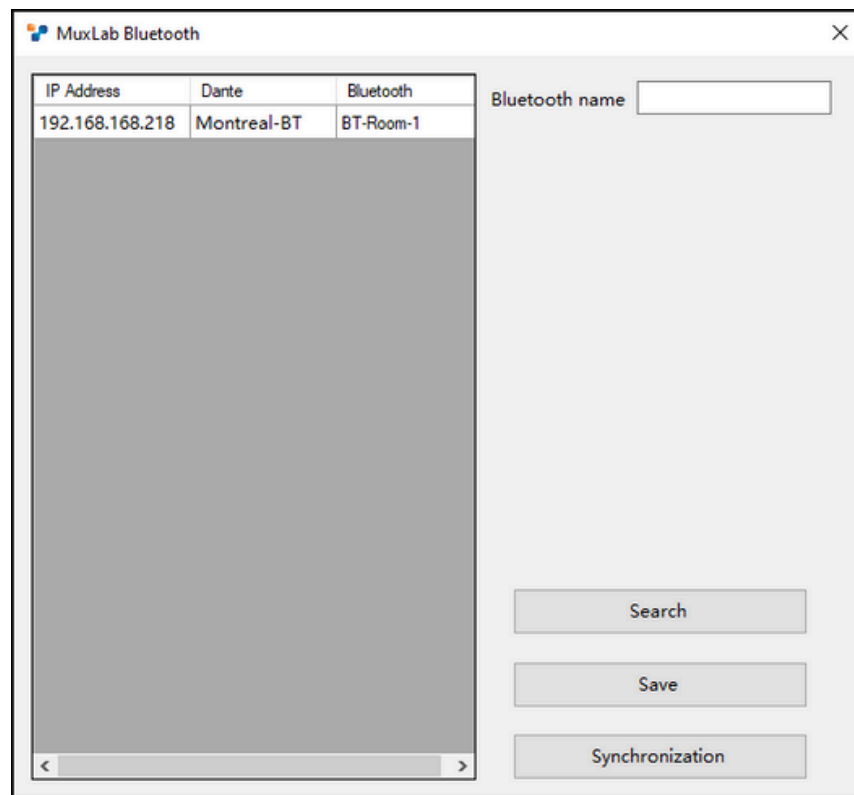 MuxLab Bluetooth
IP Address Dante Bluetooth
192.168.168.218 Montreal-BT BT-Room-1
Bluetooth name
Search
Save
Synchronization